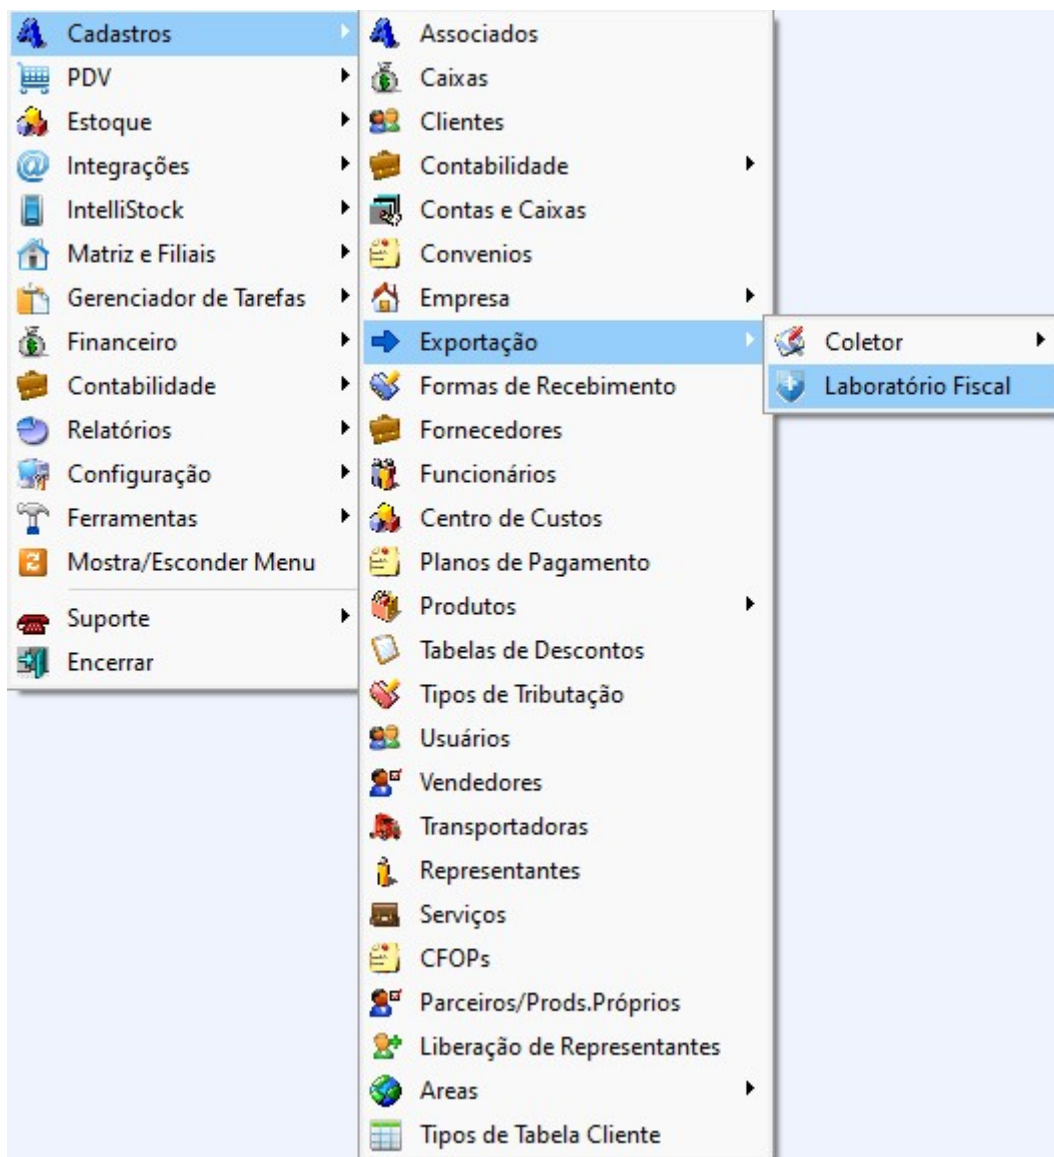 Cadastros
PDV
Estoque
Integrações
IntelliStock
Matriz e Filiais
Gerenciador de Tarefas
Financeiro
Contabilidade
Relatórios
Configuração
Ferramentas
Mostra/Esconder Menu
Suporte
Encerrar
Associados
Caixas
Clientes
Contabilidade
Contas e Caixas
Convenios
Empresa
Exportação
Formas de Recebimento
Fornecedores
Funcionários
Centro de Custos
Planos de Pagamento
Produtos
Tabelas de Descontos
Tipos de Tributação
Usuários
Vendedores
Transportadoras
Representantes
Serviços
CFOPs
Parceiros/Prods.Próprios
Liberação de Representantes
Areas
Tipos de Tabela Cliente
Coletor
Laboratório Fiscal